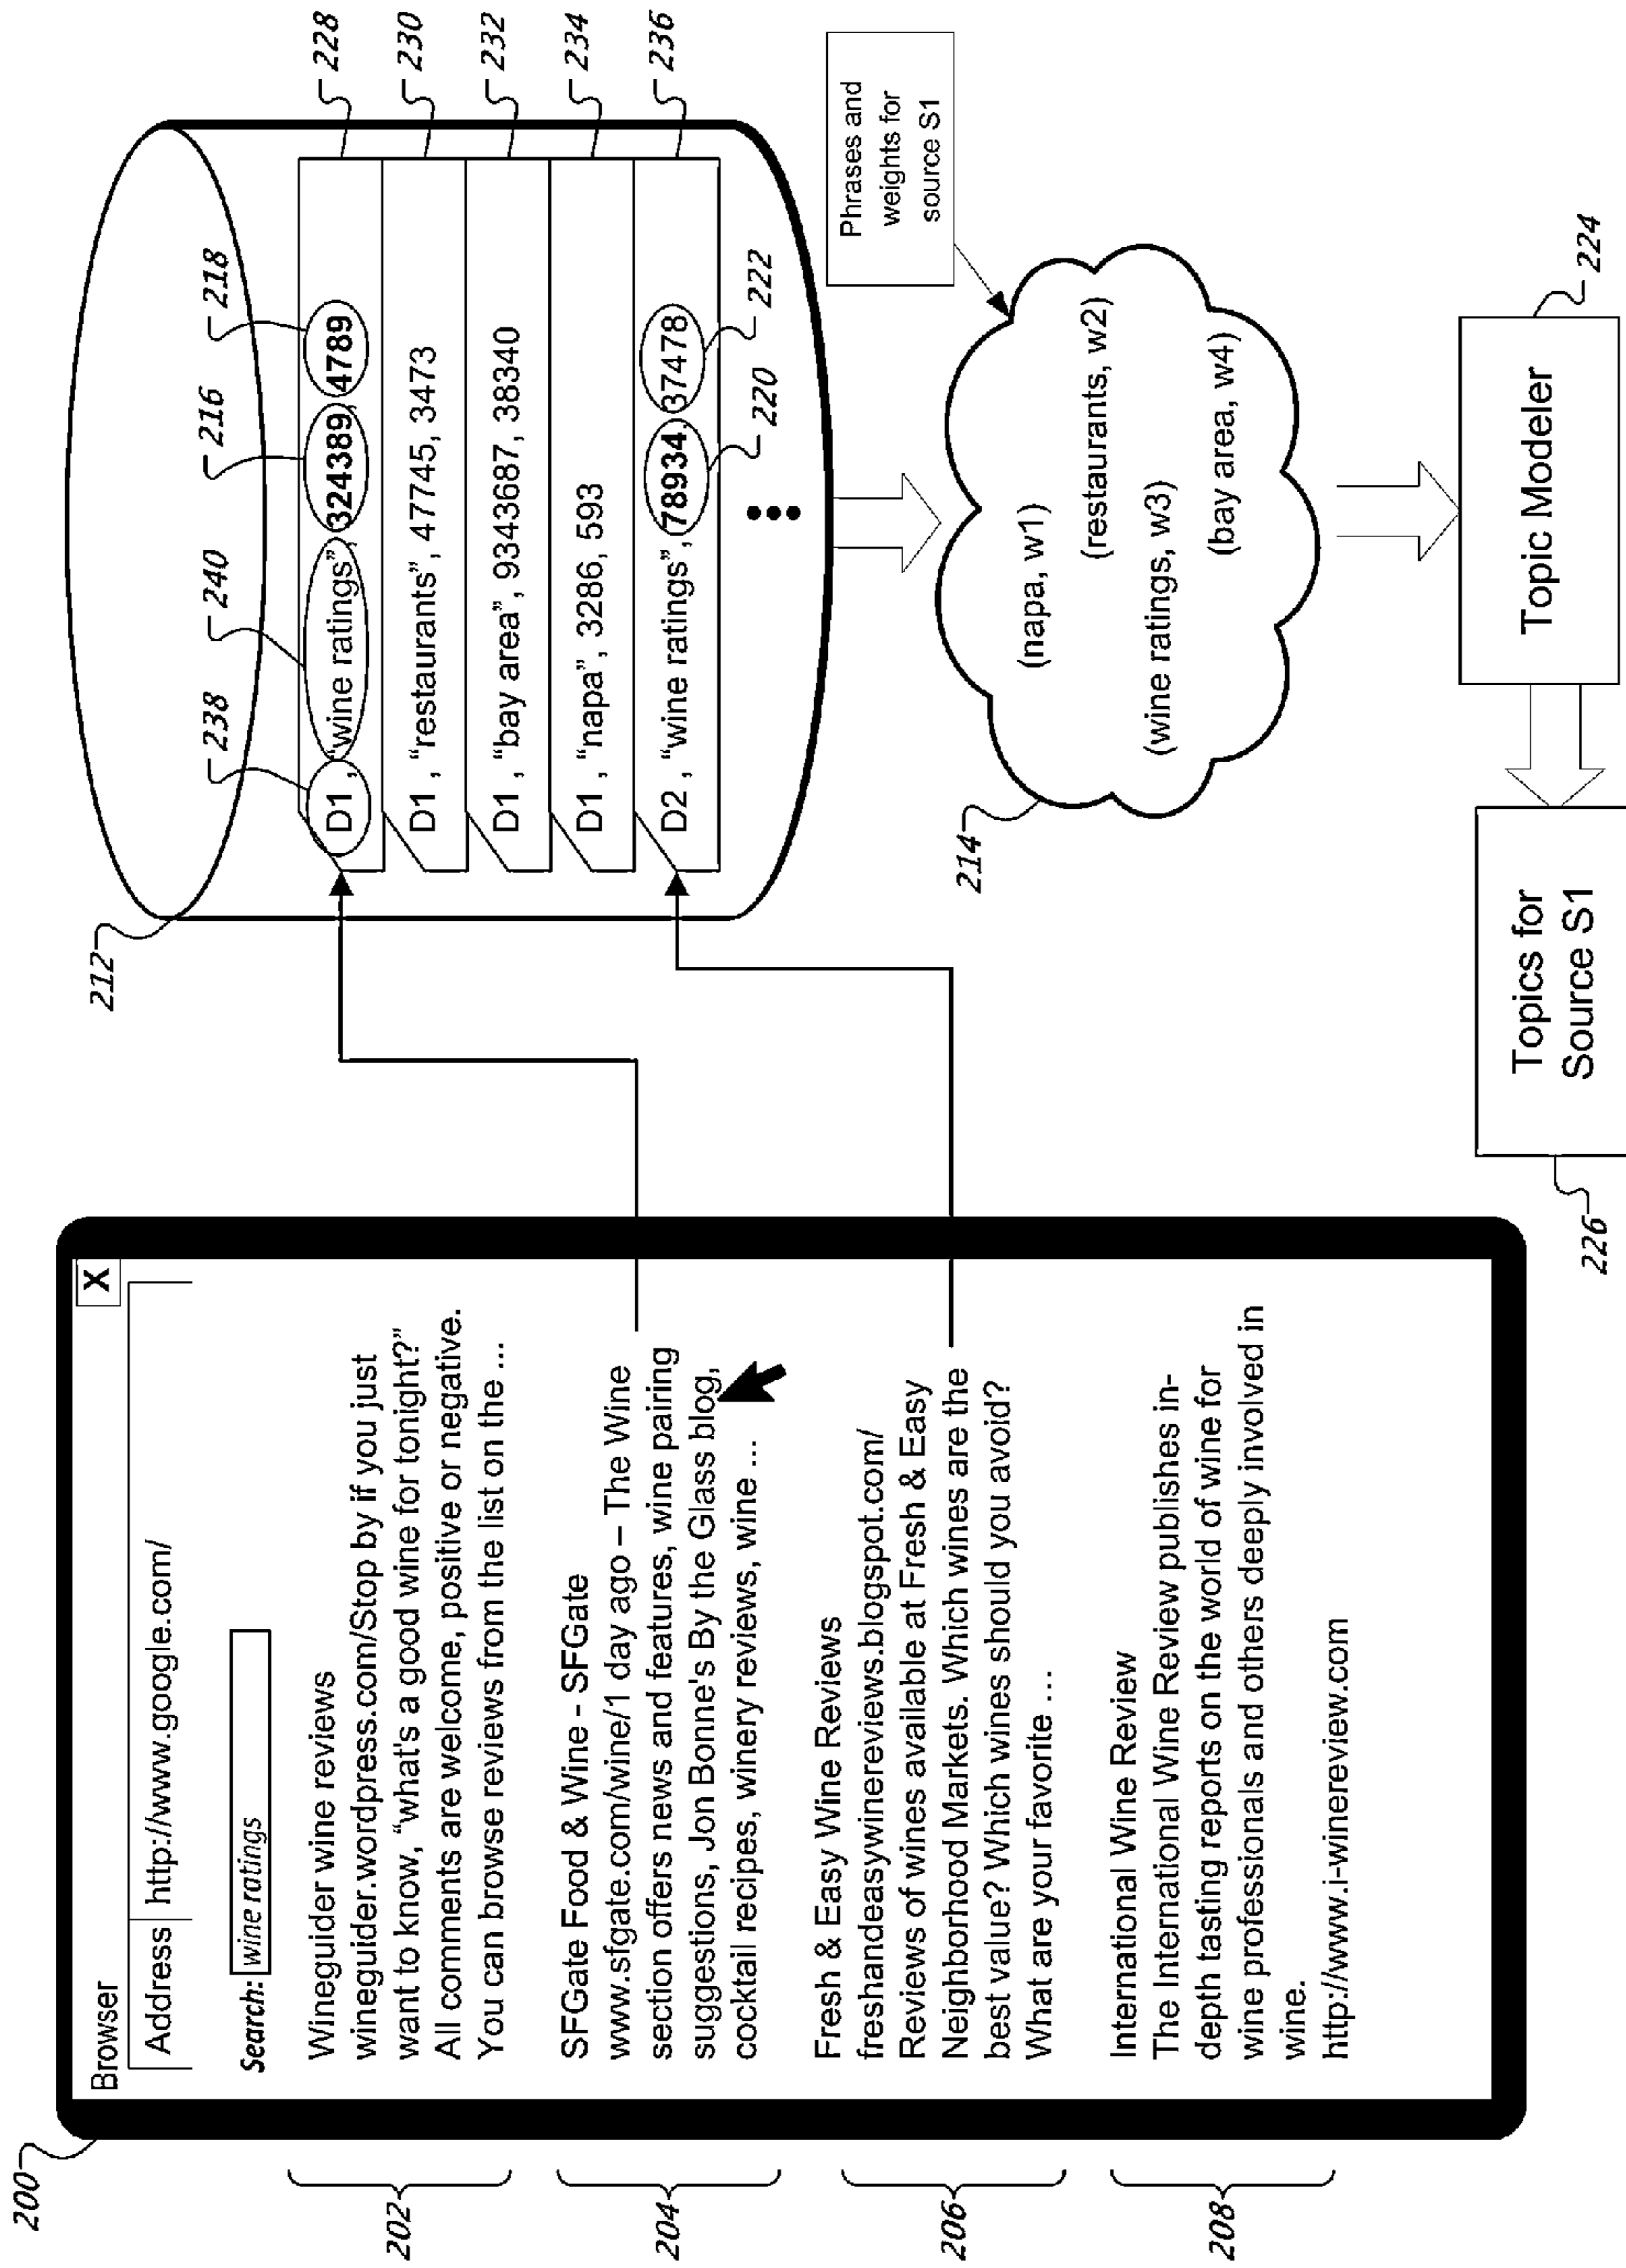 200
Browser
X
Address http://www.google.com/
Search: wine ratings
202
Wineguider wine reviews
wineguider.wordpress.com/Stop by if you just
want to know, “what's a good wine for tonight?”
All comments are welcome, positive or negative.
You can browse reviews from the list on the ...
204
SFGate Food & Wine - SFGate
www.sfgate.com/wine/1 day ago – The Wine
section offers news and features, wine pairing
suggestions, Jon Bonne's By the Glass blog,
cocktail recipes, winery reviews, wine ...
206
Fresh & Easy Wine Reviews
freshandeasywinereviews.blogspot.com/
Reviews of wines available at Fresh & Easy
Neighborhood Markets. Which wines are the
best value? Which wines should you avoid?
What are your favorite ...
208
International Wine Review
The International Wine Review publishes in-
depth tasting reports on the world of wine for
wine professionals and others deeply involved in
wine.
http://www.i-winereview.com
212
238
240
216
218
D1 , “wine ratings”, 324389, 4789
228
D1 , “restaurants”, 47745, 3473
230
D1 , “bay area”, 9343687, 38340
232
D1 , “napa”, 3286, 593
234
D2 , “wine ratings”, 78934, 37478
236
220
222
Phrases and
weights for
source S1
214
(napa, w1)
(restaurants, w2)
(wine ratings, w3)
(bay area, w4)
Topic Modeler
224
Topics for
Source S1
226